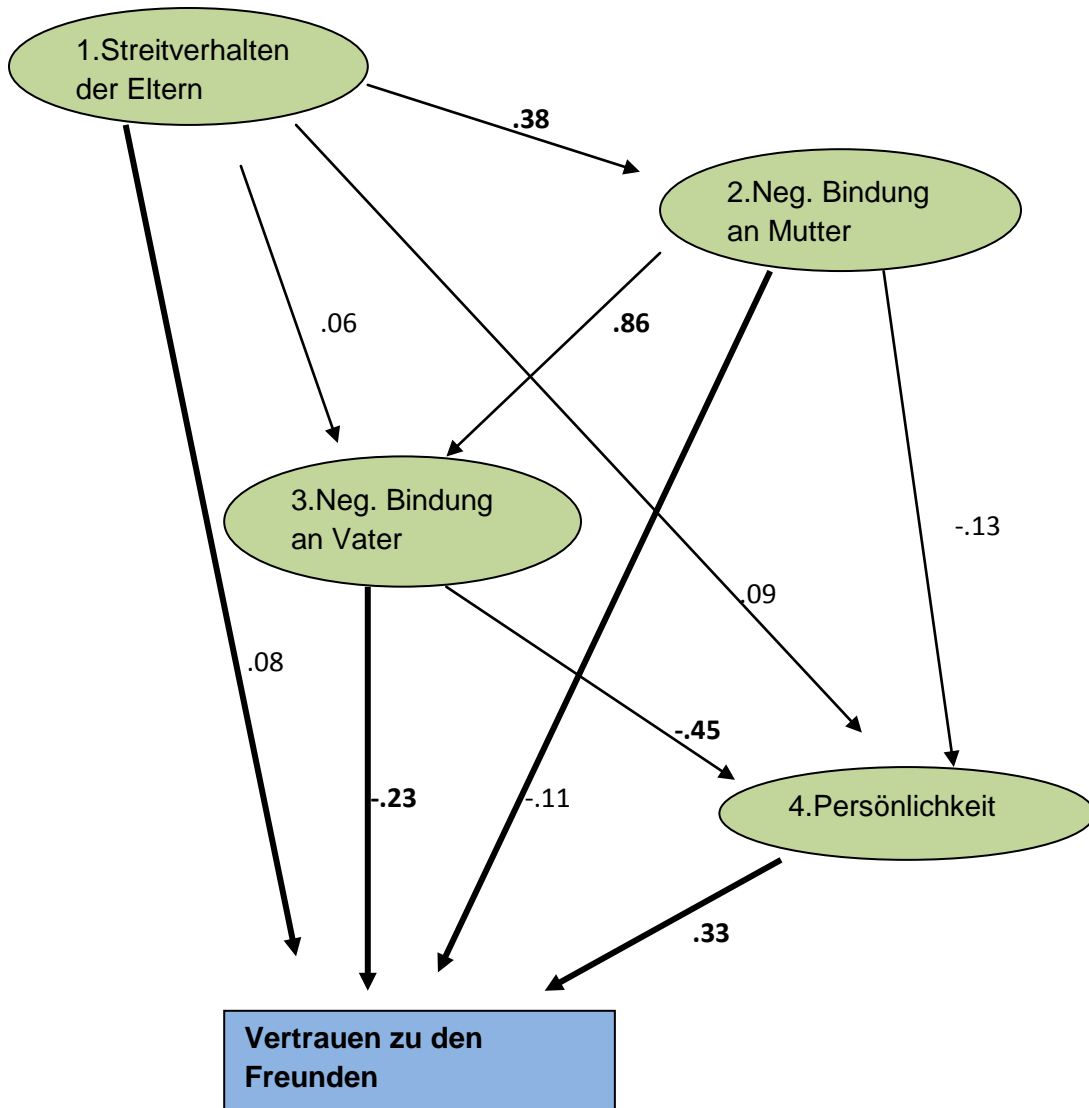 1.Streitverhalten
der Eltern
.38
2.Neg. Bindung
an Mutter
.06
.86
3.Neg. Bindung
an Vater
-.13
.09
.08
-.45
-.23
-.11
4.Persönlichkeit
.33
Vertrauen zu den
Freunden